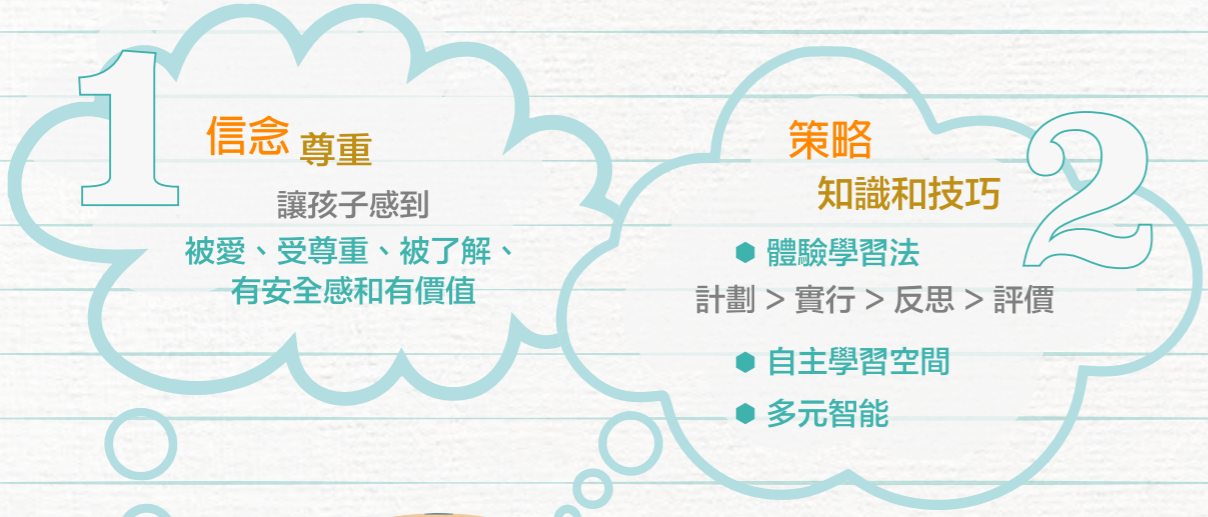 1
信念 尊重
讓孩子感到
被愛、受尊重、被了解、
有安全感和有價值
2
策略
知識和技巧
體驗學習法
計劃 > 實行 > 反思 > 評價
自主學習空間
多元智能